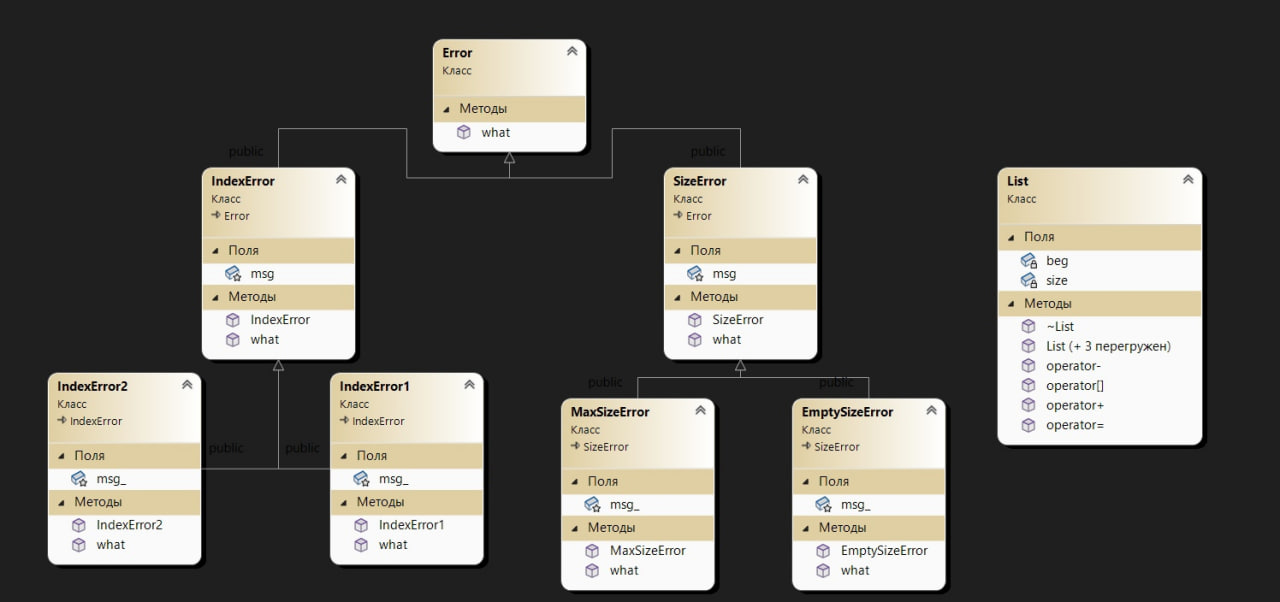 Error
Класс
Методы
what
public
IndexError
Класс
Error
Поля
msg
Методы
IndexError
what
public
SizeError
Класс
Error
Поля
msg
Методы
SizeError
what
List
Класс
Поля
beg
size
Методы
~List
List (+ 3 перегружен)
operator-
operator[]
operator+
operator=
IndexError2
Класс
IndexError
Поля
msg_
Методы
IndexError2
what
public
public
IndexError1
Класс
IndexError
Поля
msg_
Методы
IndexError1
what
public
MaxSizeError
Класс
SizeError
Поля
msg_
Методы
MaxSizeError
what
public
EmptySizeError
Класс
SizeError
Поля
msg_
Методы
EmptySizeError
what